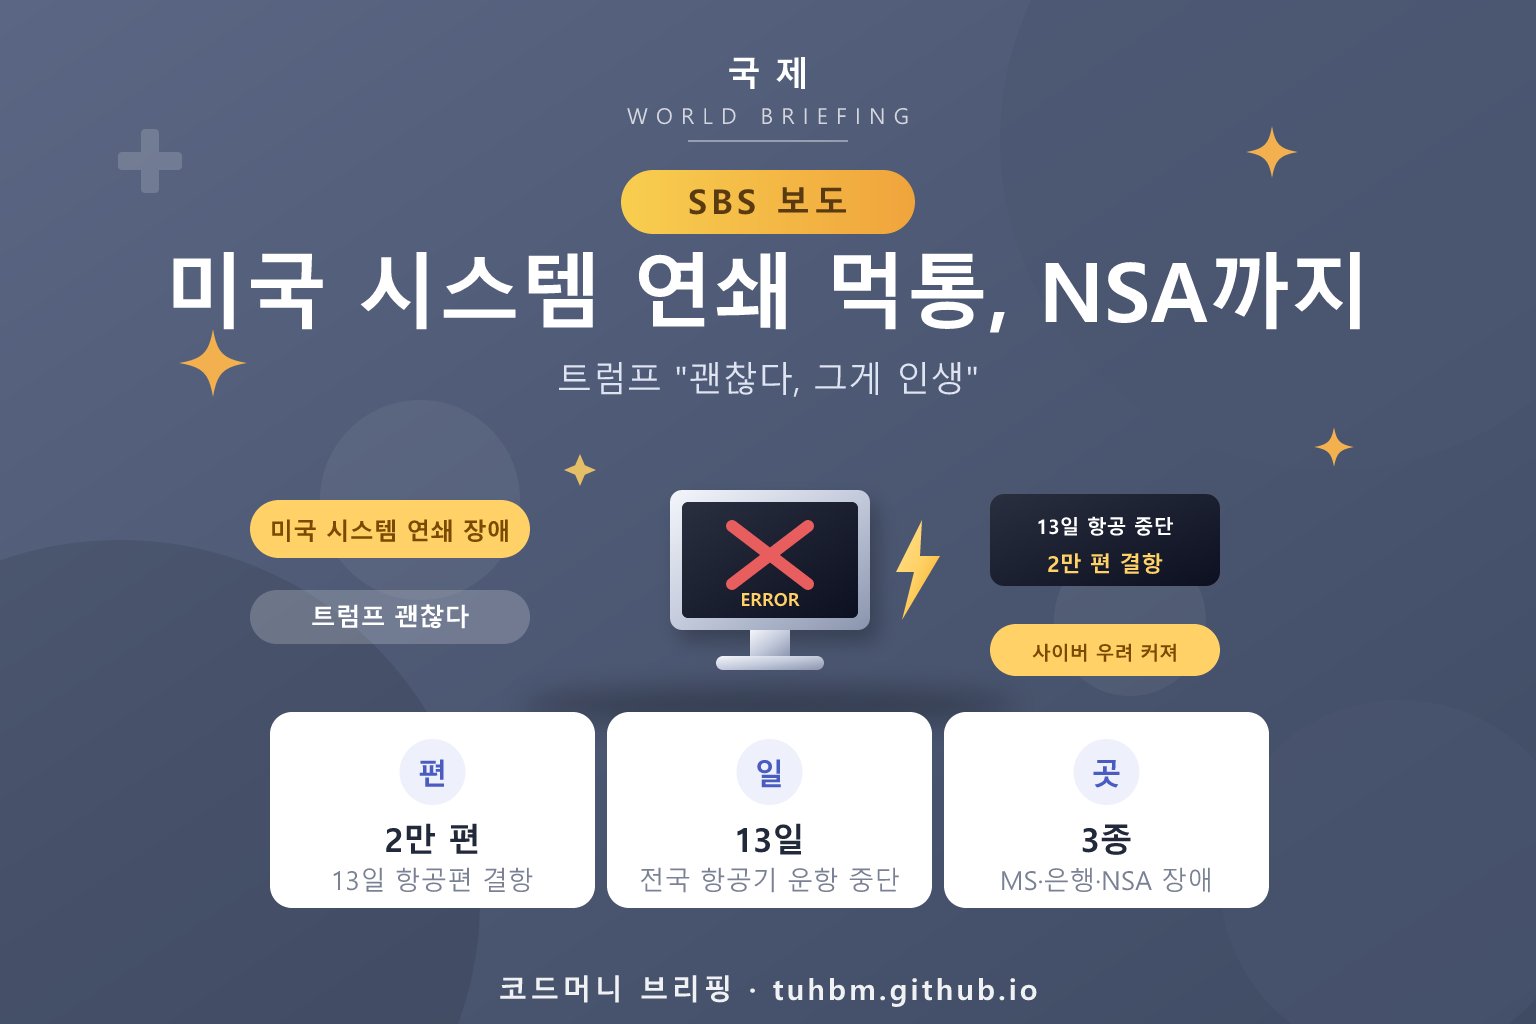 국제
WORLD BRIEFING
SBS 보도
미국 시스템 연쇄 먹통, NSA까지
트럼프 "괜찮다, 그게 인생"
미국 시스템 연쇄 장애
트럼프 괜찮다
ERROR
13일 항공 중단
2만 편 결항
사이버 우려 커져
편
2만 편
13일 항공편 결항
일
13일
전국 항공기 운항 중단
곳
3종
MS·은행·NSA 장애
코드머니 브리핑 · tuhbm.github.io